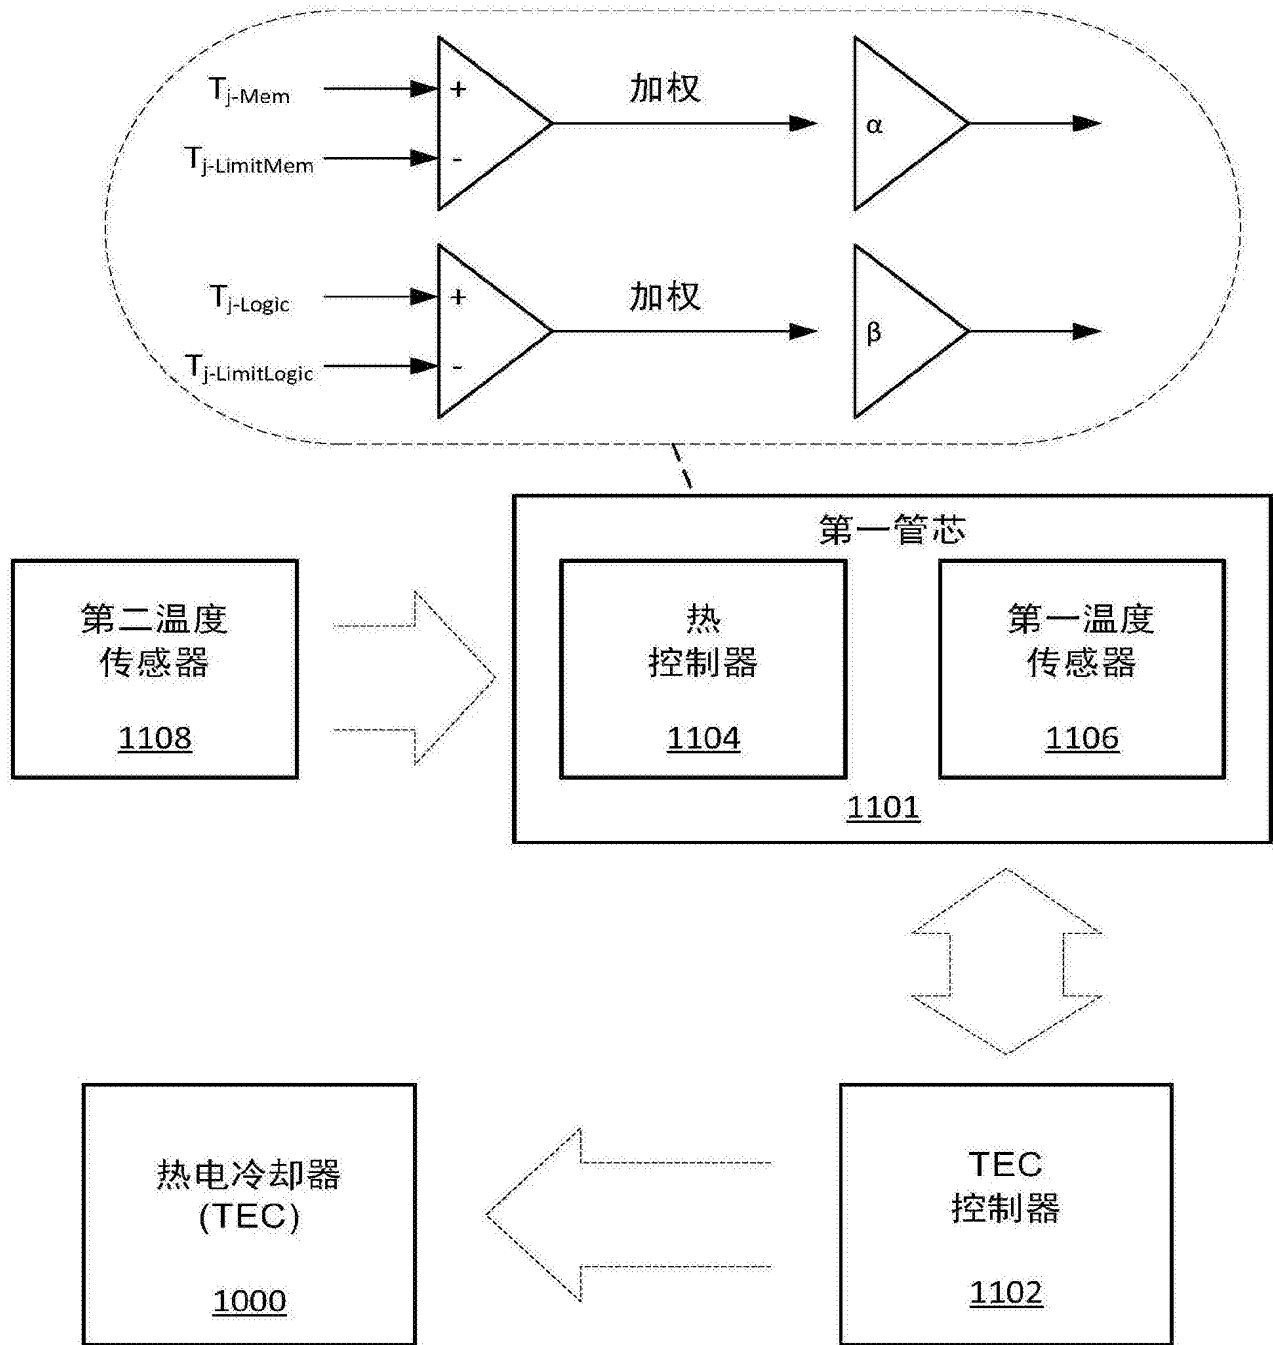 Tj-Mem
+
加权
α
Tj-LimitMem
-
Tj-Logic
+
加权
β
Tj-LimitLogic
-
第一管芯
第二温度
传感器
1108
热
控制器
1104
第一温度
传感器
1106
1101
热电冷却器
(TEC)
1000
TEC
控制器
1102